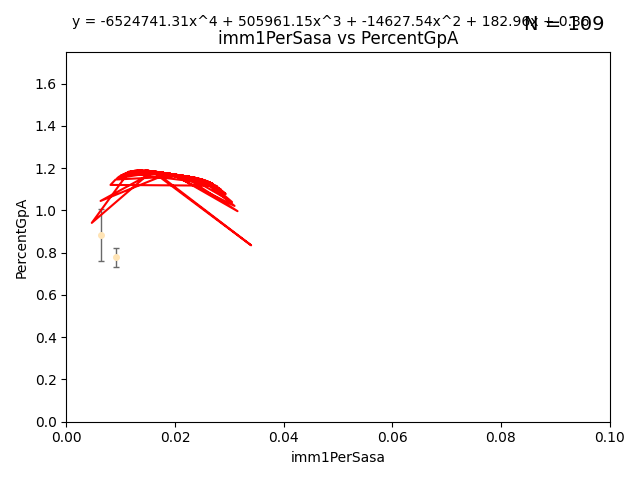 y = -6524741.31x^4 + 505961.15x^3 + -14627.54x^2 + 182.96x + 0.36
N = 109
imm1PerSasa vs PercentGpA
1.6
1.4
1.2
1.0
0.8
0.6
0.4
0.2
0.0
PercentGpA
0.00 0.02 0.04 0.06 0.08 0.10
imm1PerSasa